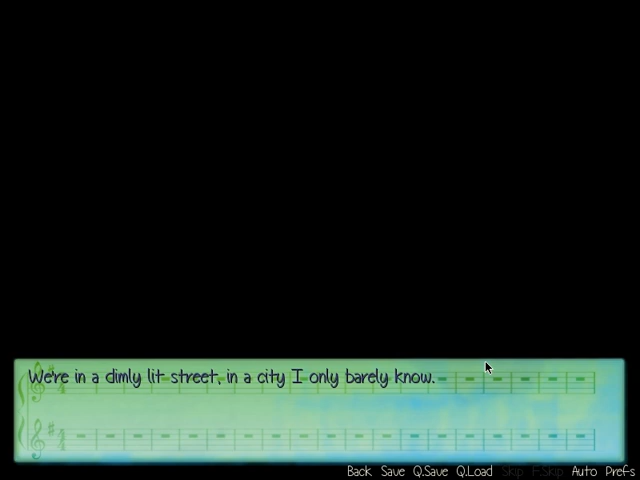 We're in a dimly lit street, in a city I only barely know.
Back Save Q.Save Q.Load Skip F.Skip Auto Prefs